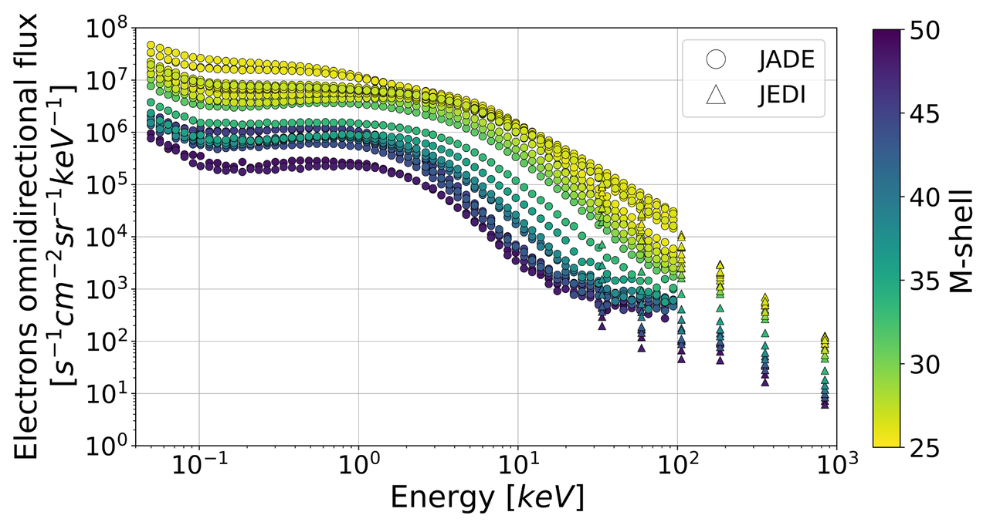 Electrons omnidirectional flux
[s⁻¹cm⁻²sr⁻¹keV⁻¹]
10⁸
10⁷
10⁶
10⁵
10⁴
10³
10²
10¹
10⁰
JADE
JEDI
10⁻¹ 10⁰ 10¹ 10² 10³
Energy [keV]
50
45
40
35
30
25
M-shell